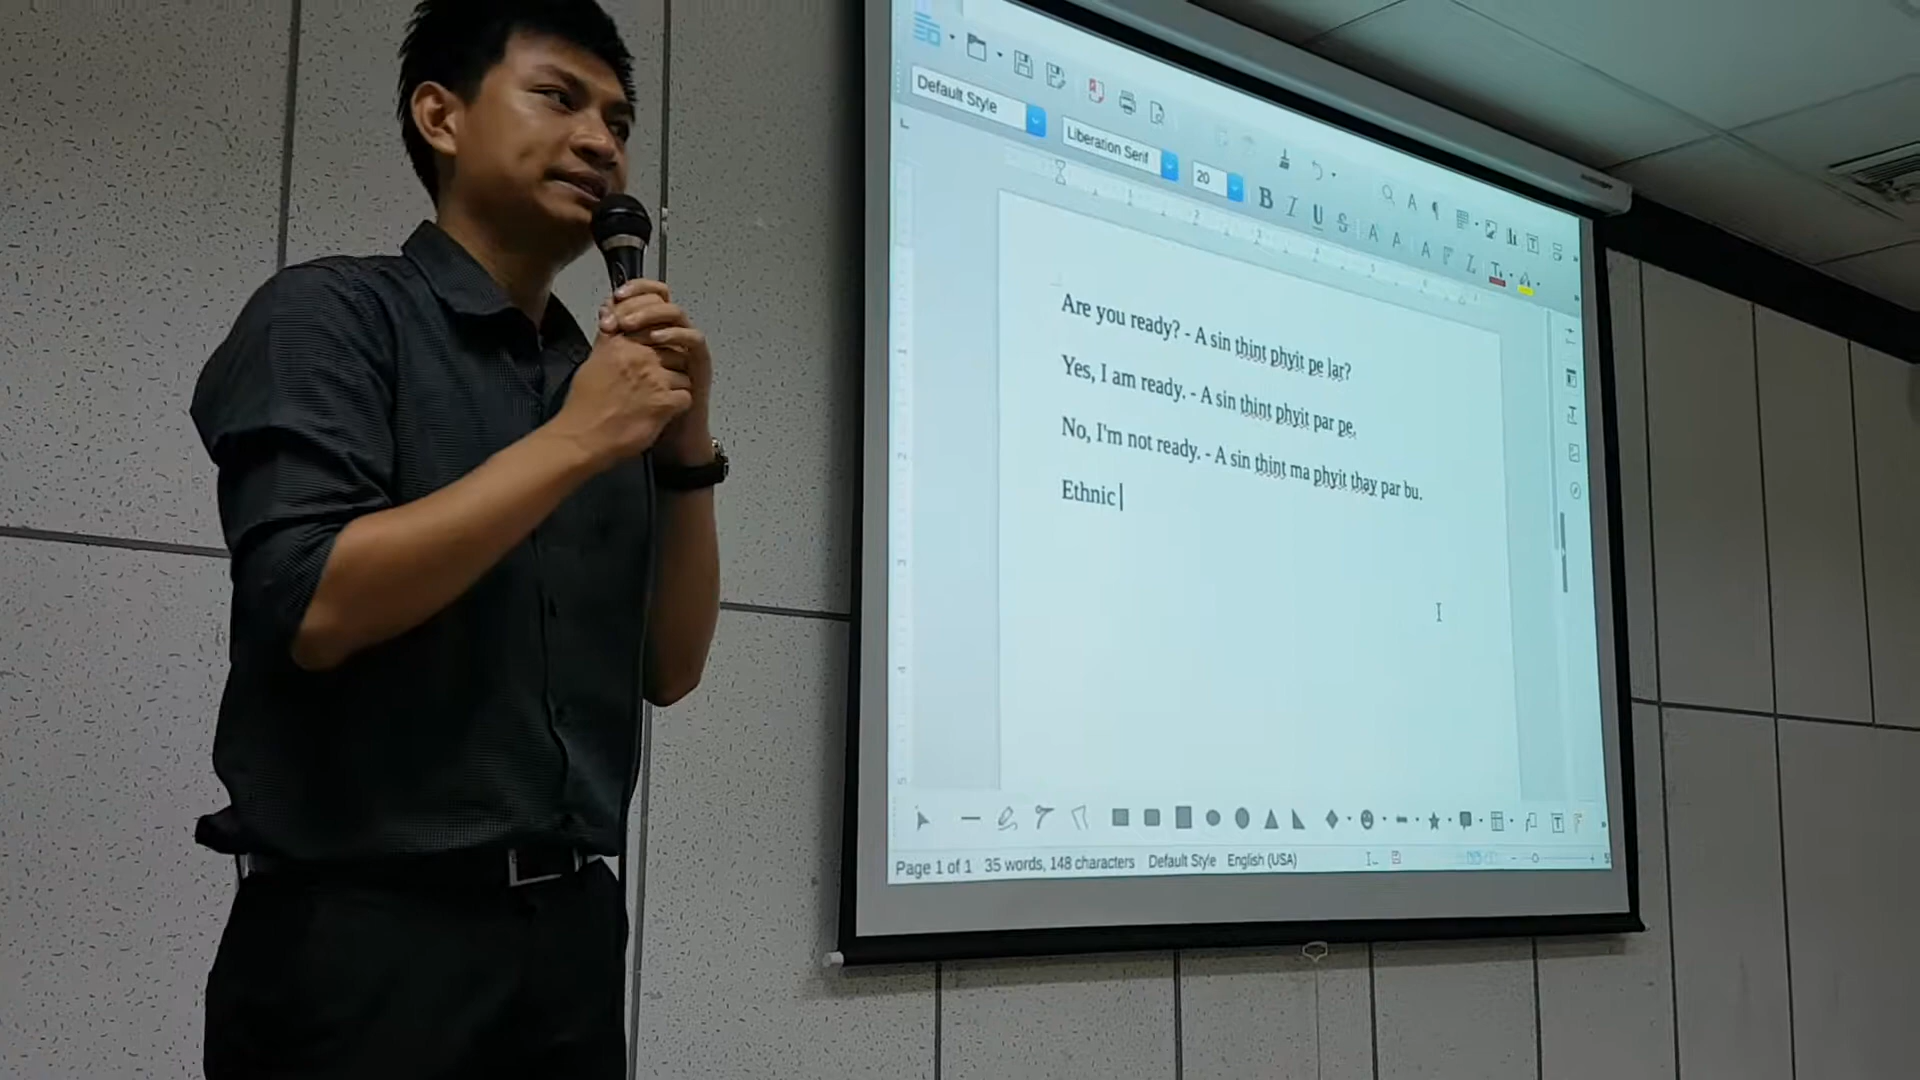 Default Style
Liberation Serif
20
Are you ready? - A sin thint phyit pe lar?
Yes, I am ready. - A sin thint phyit par pe.
No, I'm not ready. - A sin thint ma phyit thay par bu.
Ethnic
Page 1 of 1 35 words, 148 characters Default Style English (USA)